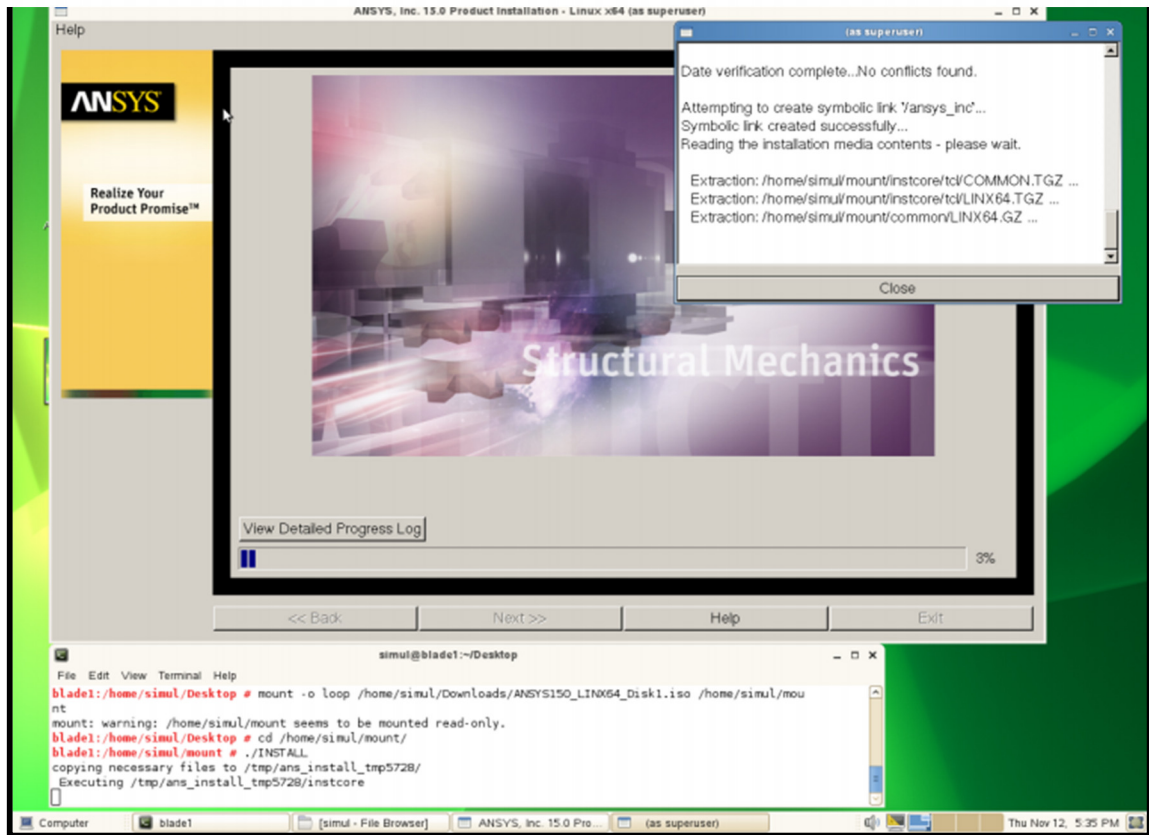 ANSYS, Inc. 15.0 Product Installation - Linux x64 (as superuser)
Help
ANSYS
Realize Your
Product Promise™
(as superuser)
Date verification complete...No conflicts found.
Attempting to create symbolic link '/ansys_inc'...
Symbolic link created successfully...
Reading the installation media contents - please wait.
Extraction: /home/simul/mount/instcore/tcl/COMMON.TGZ ...
Extraction: /home/simul/mount/instcore/tcl/LINX64.TGZ ...
Extraction: /home/simul/mount/common/LINX64.GZ ...
Close
Structural Mechanics
View Detailed Progress Log
3%
<< Back Next >> Help Exit
simul@blade1:~/Desktop
File Edit View Terminal Help
blade1:/home/simul/Desktop # mount -o loop /home/simul/Downloads/ANSYS150_LINX64_Disk1.iso /home/simul/mou
nt
mount: warning: /home/simul/mount seems to be mounted read-only.
blade1:/home/simul/Desktop # cd /home/simul/mount/
blade1:/home/simul/mount # ./INSTALL
copying necessary files to /tmp/ans_install_tmp5728/
Executing /tmp/ans_install_tmp5728/instcore
Computer blade1 [simul - File Browser] ANSYS, Inc. 15.0 Pro... (as superuser) Thu Nov 12, 5:35 PM